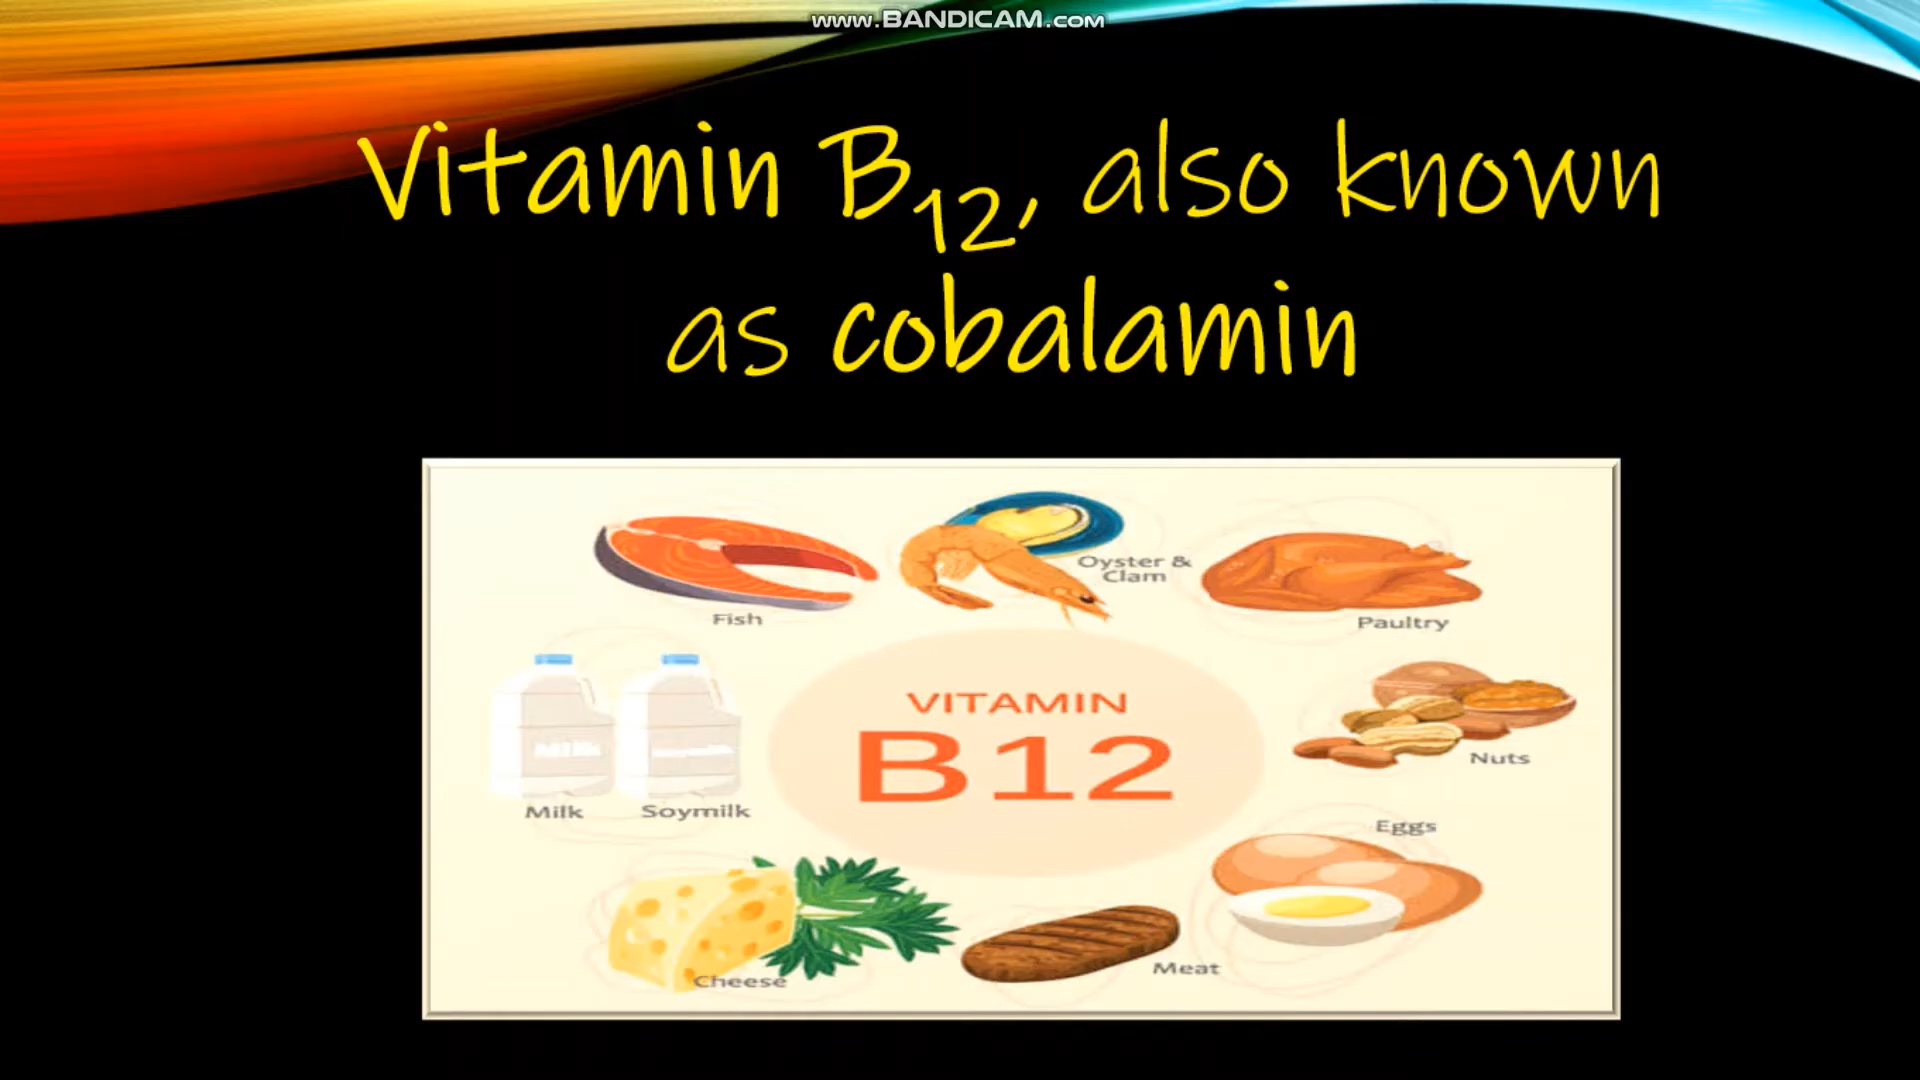 www.BANDICAM.com
Vitamin B12, also known
as cobalamin
Oyster &
Clam
Fish
Paultry
VITAMIN
B12
Nuts
Milk
Milk
Soymilk
Eggs
Cheese
Meat